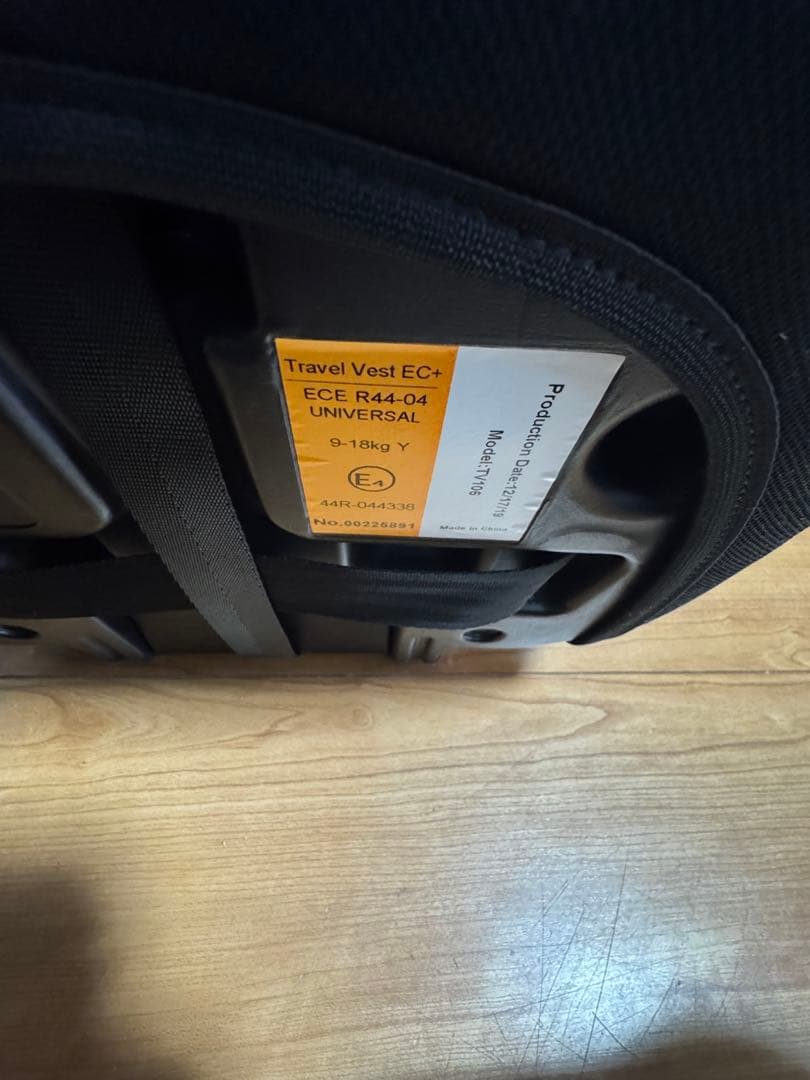 Travel Vest EC+
ECE R44-04
UNIVERSAL
9-18kg Y
E4
44R-044338
No.00225891
Production Date:12/17/19
Model:TV106
Made in China